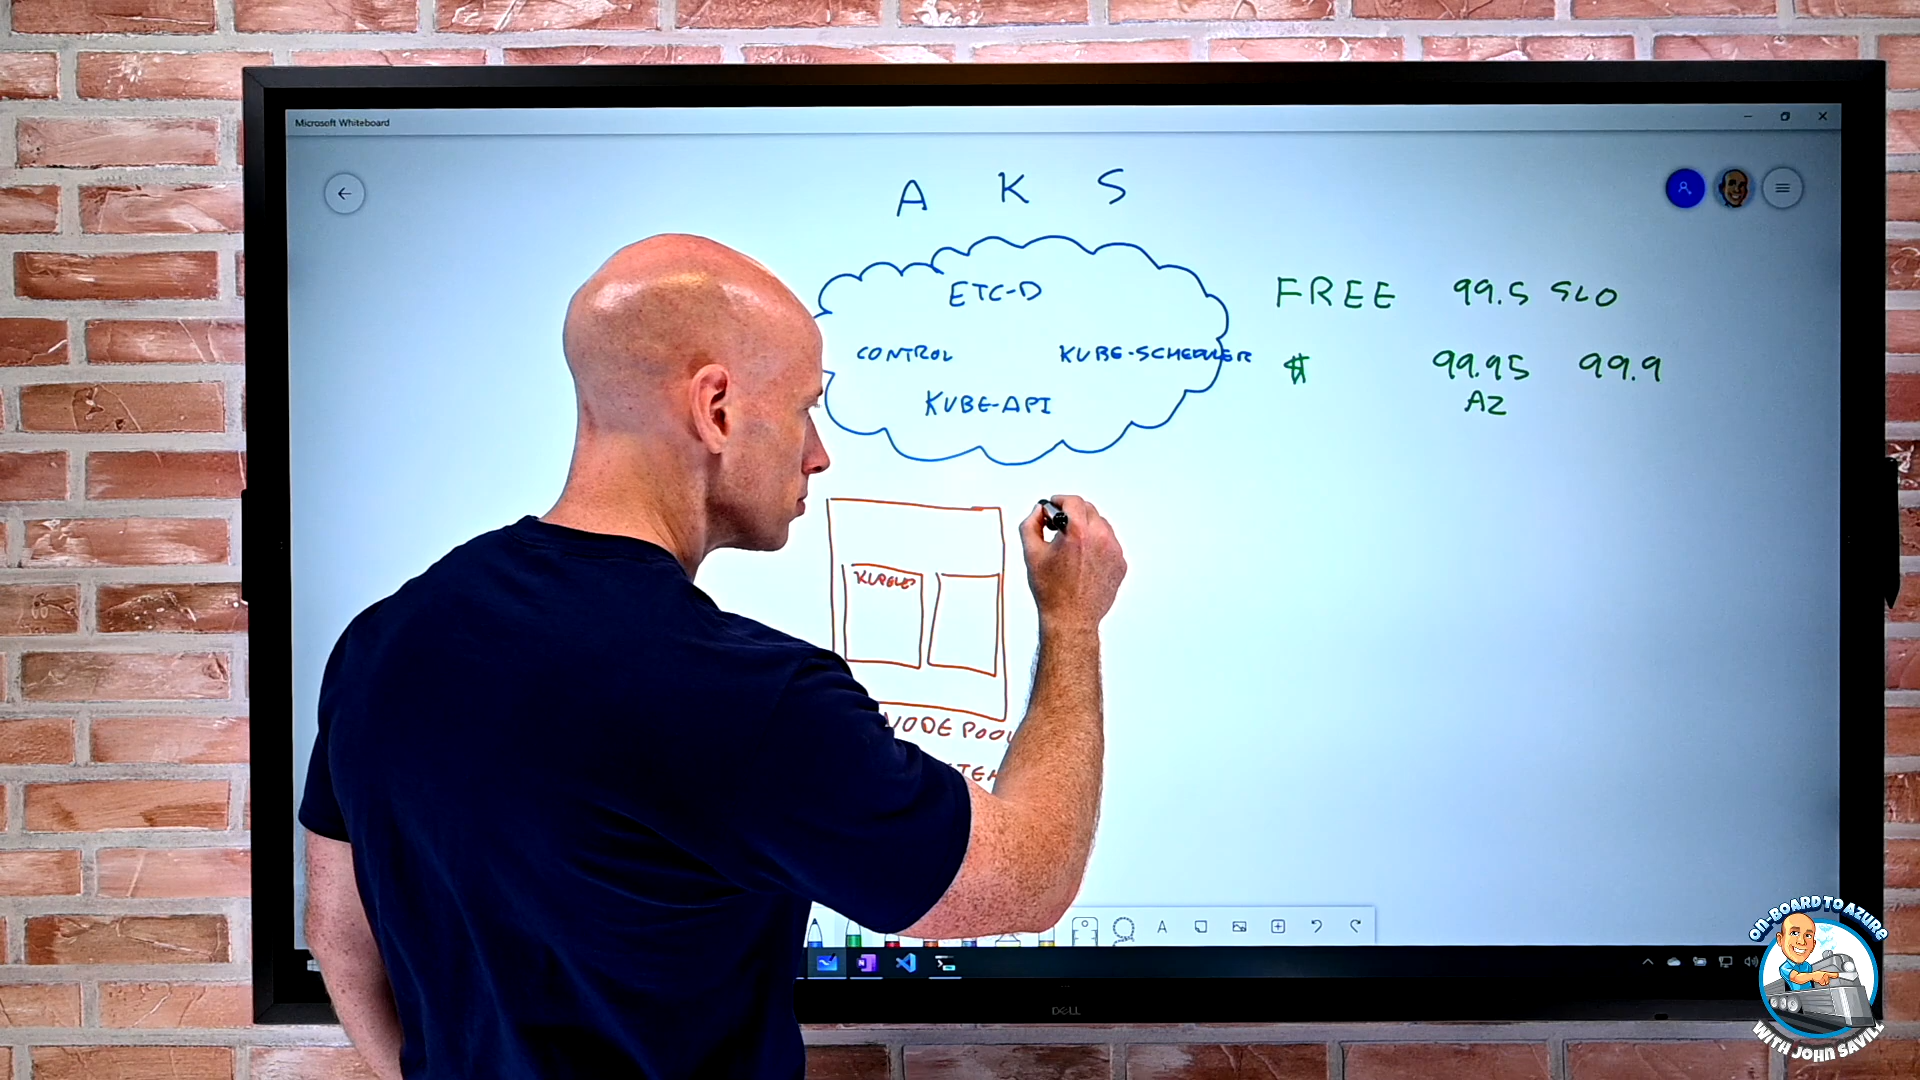 Microsoft Whiteboard
A K S
ETC-D
CONTROL
KUBE-SCHEDULER
KUBE-API
FREE 99.5 SLO
$ 99.95 99.9
AZ
NODE POOL
A
DELL
ON-BOARD TO AZURE
WITH JOHN SAVILL